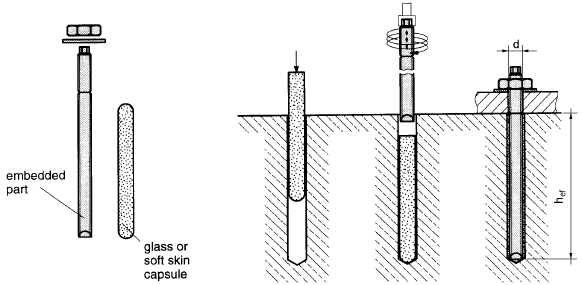 d
embedded
part
glass or
soft skin
capsule
hef